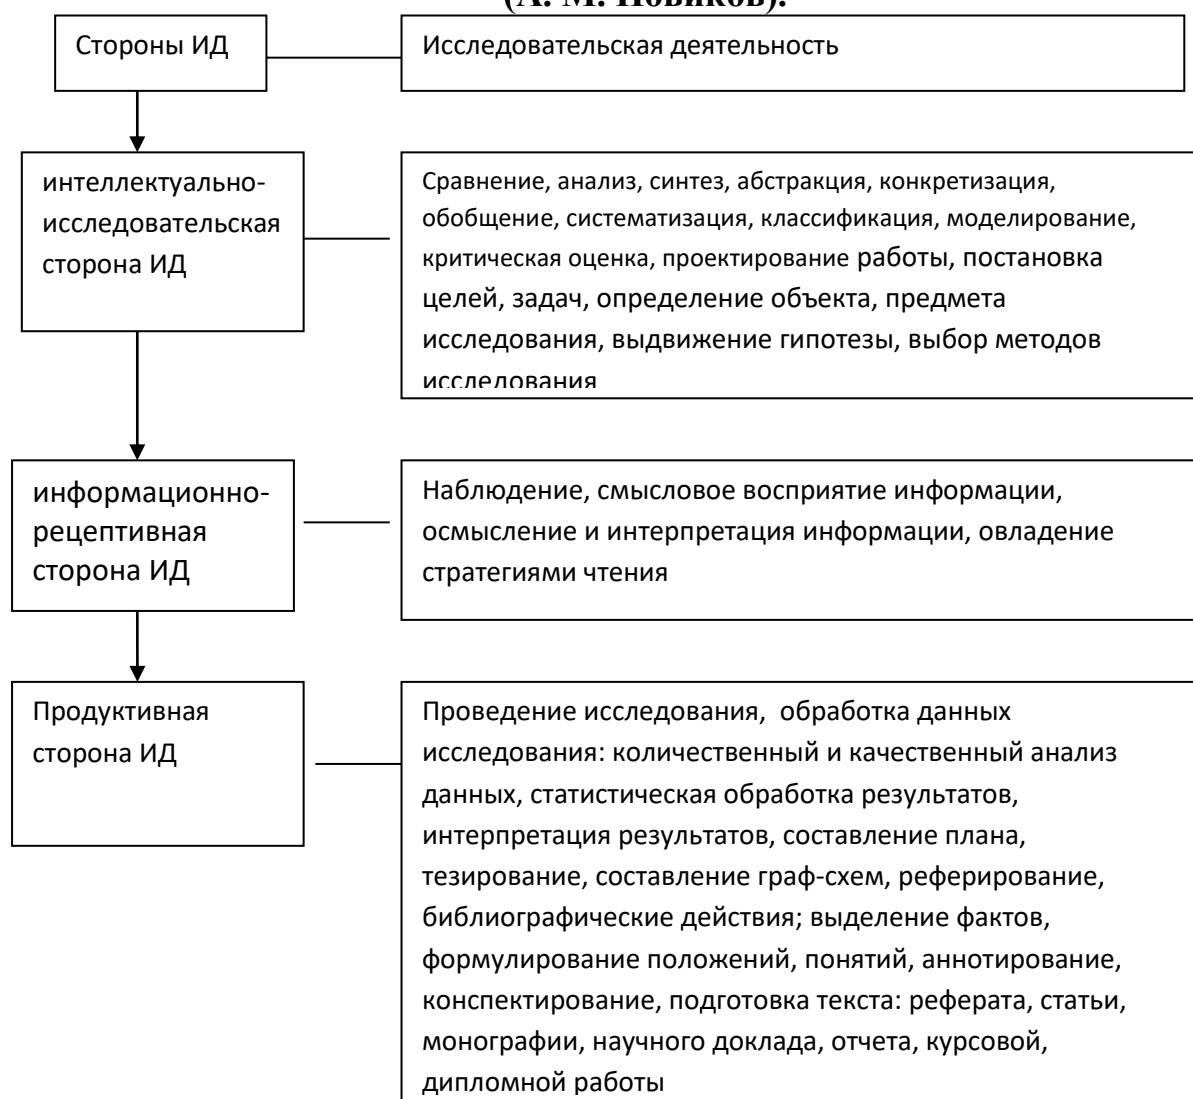 (А. М. Новиков).
Стороны ИД
Исследовательская деятельность
интеллектуально-
исследовательская
сторона ИД
Сравнение, анализ, синтез, абстракция, конкретизация,
обобщение, систематизация, классификация, моделирование,
критическая оценка, проектирование работы, постановка
целей, задач, определение объекта, предмета
исследования, выдвижение гипотезы, выбор методов
исследования
информационно-
рецептивная
сторона ИД
Наблюдение, смысловое восприятие информации,
осмысление и интерпретация информации, овладение
стратегиями чтения
Продуктивная
сторона ИД
Проведение исследования, обработка данных
исследования: количественный и качественный анализ
данных, статистическая обработка результатов,
интерпретация результатов, составление плана,
тезирование, составление граф-схем, реферирование,
библиографические действия; выделение фактов,
формулирование положений, понятий, аннотирование,
конспектирование, подготовка текста: реферата, статьи,
монографии, научного доклада, отчета, курсовой,
дипломной работы